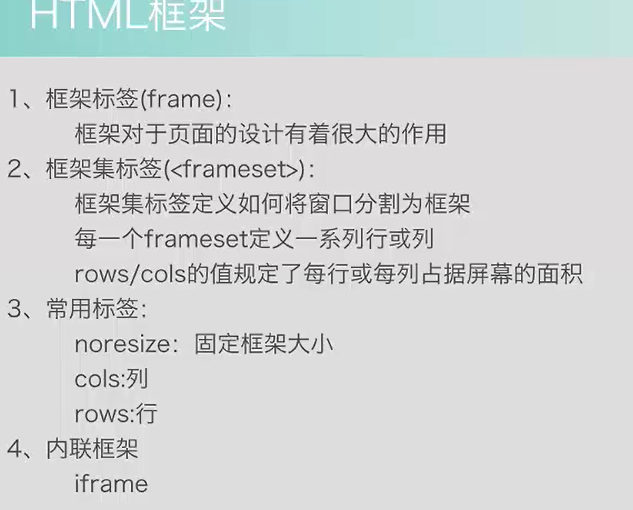 HTML框架
1、框架标签(frame)：
框架对于页面的设计有着很大的作用
2、框架集标签(<frameset>)：
框架集标签定义如何将窗口分割为框架
每一个frameset定义一系列行或列
rows/cols的值规定了每行或每列占据屏幕的面积
3、常用标签：
noresize：固定框架大小
cols:列
rows:行
4、内联框架
iframe